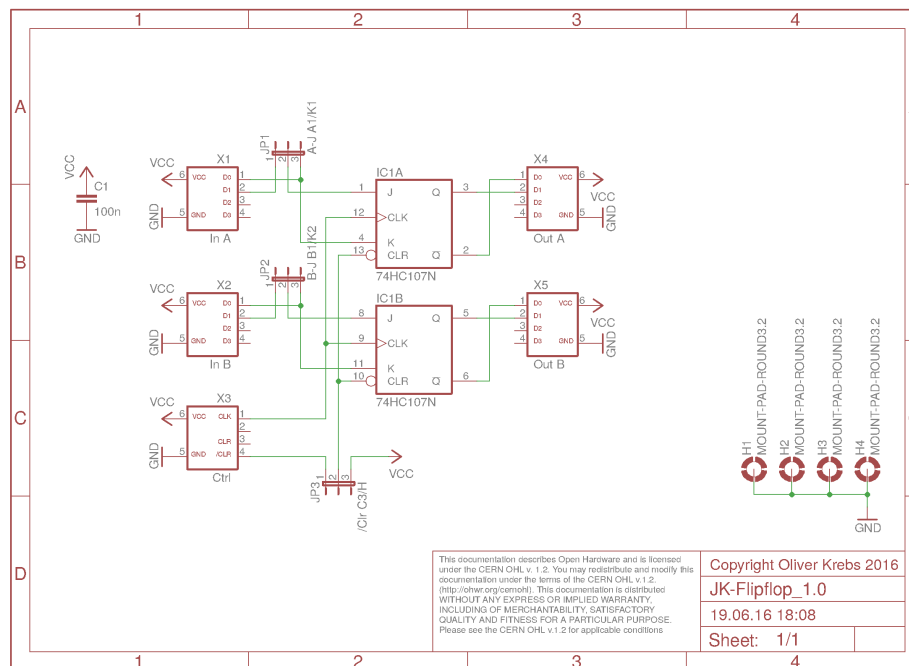 1 2 3 4
A
B
C
D
VCC
C1
100n
GND
VCC
X1
6 VCC D0 1
D1 2
D2 3
5 GND D3 4
GND
In A
JP1
1 2 3
A-J A1/K1
IC1A
1 J Q 3
12 CLK
4 K
13 CLR Q 2
74HC107N
X4
1 D0 VCC 6
2 D1
3 D2
4 D3 GND 5
VCC
GND
Out A
VCC
X2
6 VCC D0 1
D1 2
D2 3
5 GND D3 4
GND
In B
JP2
1 2 3
B-J B1/K2
IC1B
8 J Q 5
9 CLK
11 K
10 CLR Q 6
74HC107N
X5
1 D0 VCC 6
2 D1
3 D2
4 D3 GND 5
VCC
GND
Out B
VCC
X3
6 VCC CLK 1
2
CLR 3
5 GND /CLR 4
GND
Ctrl
JP3
1 2 3
/Clr C3/H
VCC
H1
MOUNT-PAD-ROUND3.2
H2
MOUNT-PAD-ROUND3.2
H3
MOUNT-PAD-ROUND3.2
H4
MOUNT-PAD-ROUND3.2
GND
This documentation describes Open Hardware and is licensed
under the CERN OHL v. 1.2. You may redistribute and modify this
documentation under the terms of the CERN OHL v.1.2.
(http://ohwr.org/cernohl). This documentation is distributed
WITHOUT ANY EXPRESS OR IMPLIED WARRANTY,
INCLUDING OF MERCHANTABILITY, SATISFACTORY
QUALITY AND FITNESS FOR A PARTICULAR PURPOSE.
Please see the CERN OHL v.1.2 for applicable conditions
Copyright Oliver Krebs 2016
JK-Flipflop_1.0
19.06.16 18:08
Sheet: 1/1
1 2 3 4